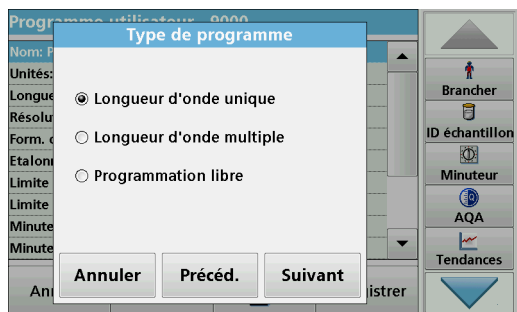 Programme utilisateur 9000
Type de programme
Nom: P
Unités:
Longueur d'onde unique
Longue
Résolu
Longueur d'onde multiple
Form. d
Etalonn
Programmation libre
Limite
Limite
Minute
Minute
Annuler
Précéd.
Suivant
An
istrer
Brancher
ID échantillon
Minuteur
AQA
Tendances